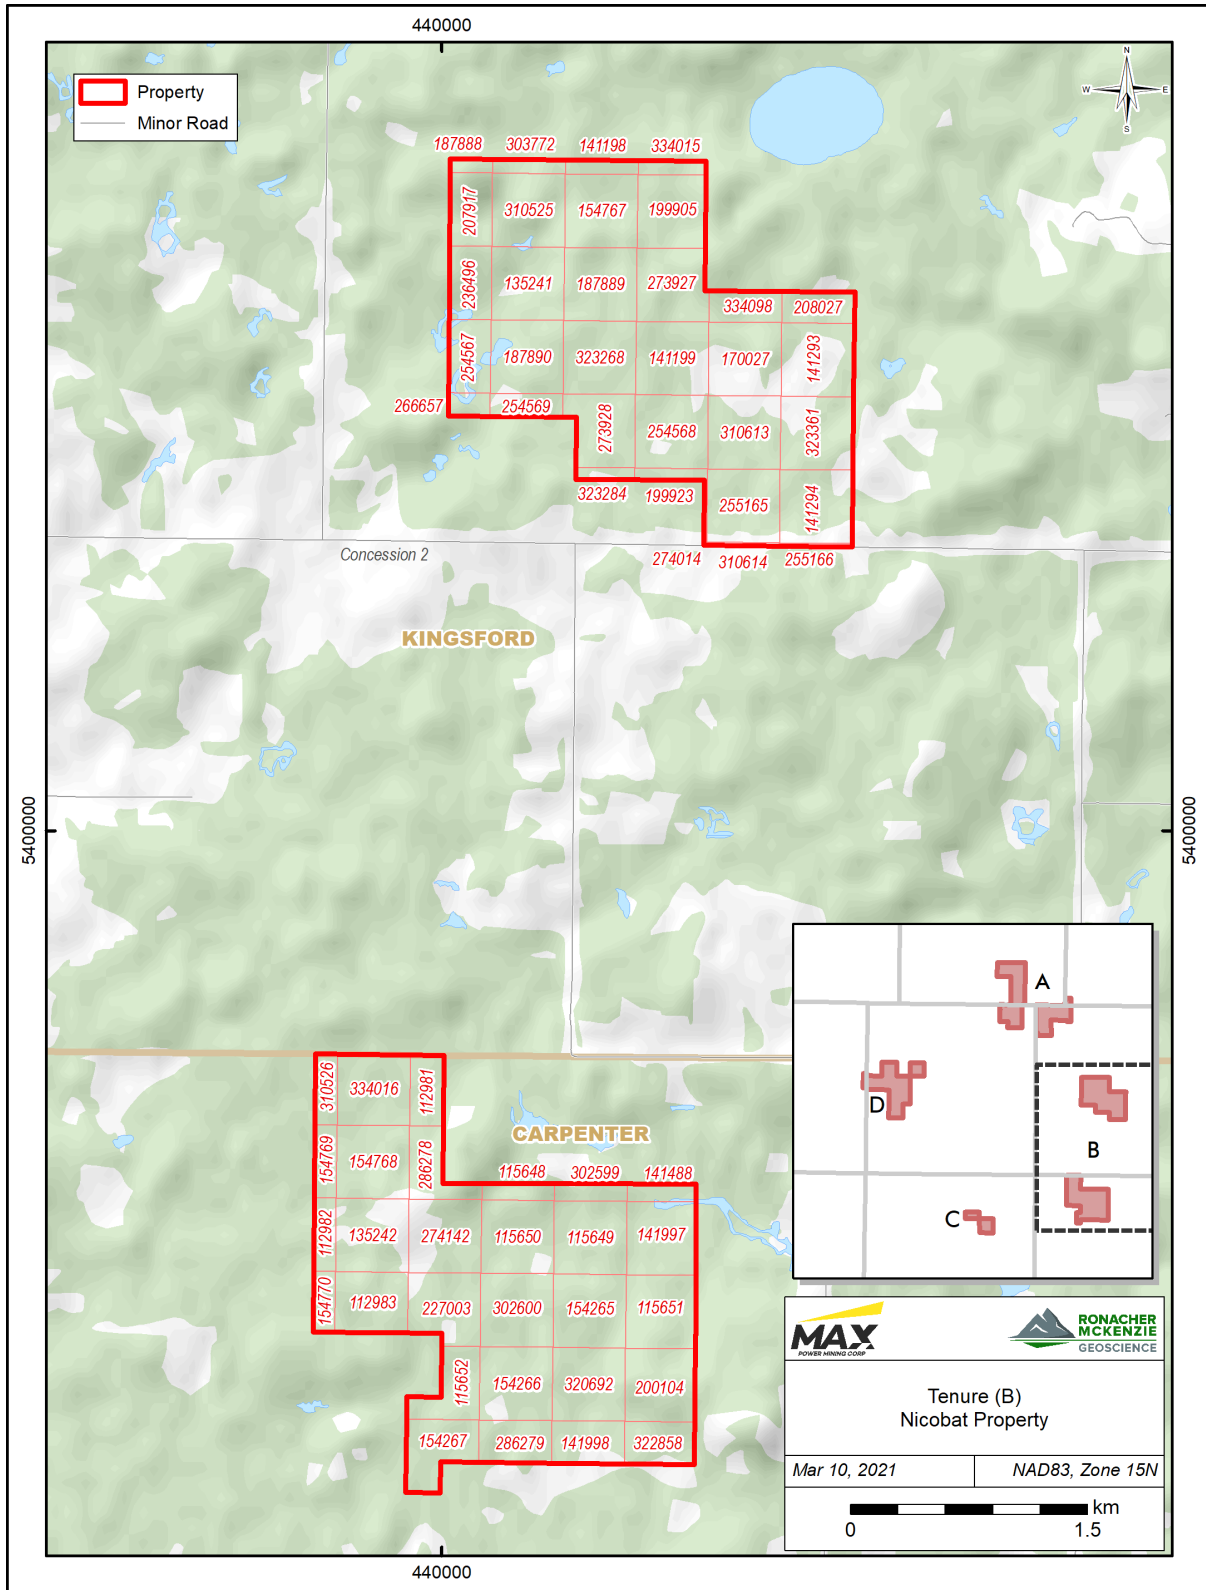 440000
Property
Minor Road
N
W E
S
187888 303772 141198 334015
207917 310525 154767 199905
236496 135241 187889 273927
334098 208027
254567 187890 323268 141199 170027 141293
266657 254569
273928 254568 310613 323361
323284 199923 255165 141294
274014 310614 255166
Concession 2
KINGSFORD
5400000
5400000
310526 334016 112981
CARPENTER
154769 154768 286278
115648 302599 141488
112982 135242 274142 115650 115649 141997
154770 112983 227003 302600 154265 115651
115652 154266 320692 200104
154267 286279 141998 322858
A
D
B
C
MAX
POWER MINING CORP
RONACHER
MCKENZIE
GEOSCIENCE
Tenure (B)
Nicobat Property
Mar 10, 2021
NAD83, Zone 15N
km
0 1.5
440000